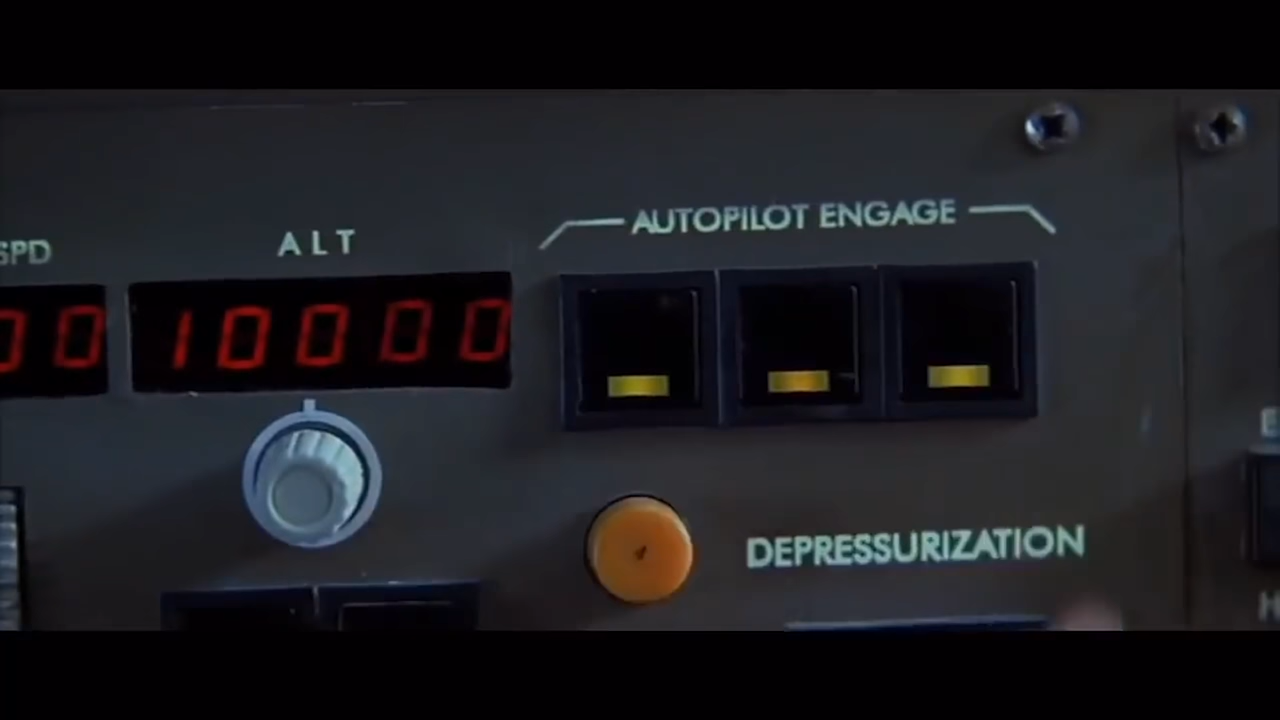 SPD
ALT
AUTOPILOT ENGAGE
00
10000
DEPRESSURIZATION